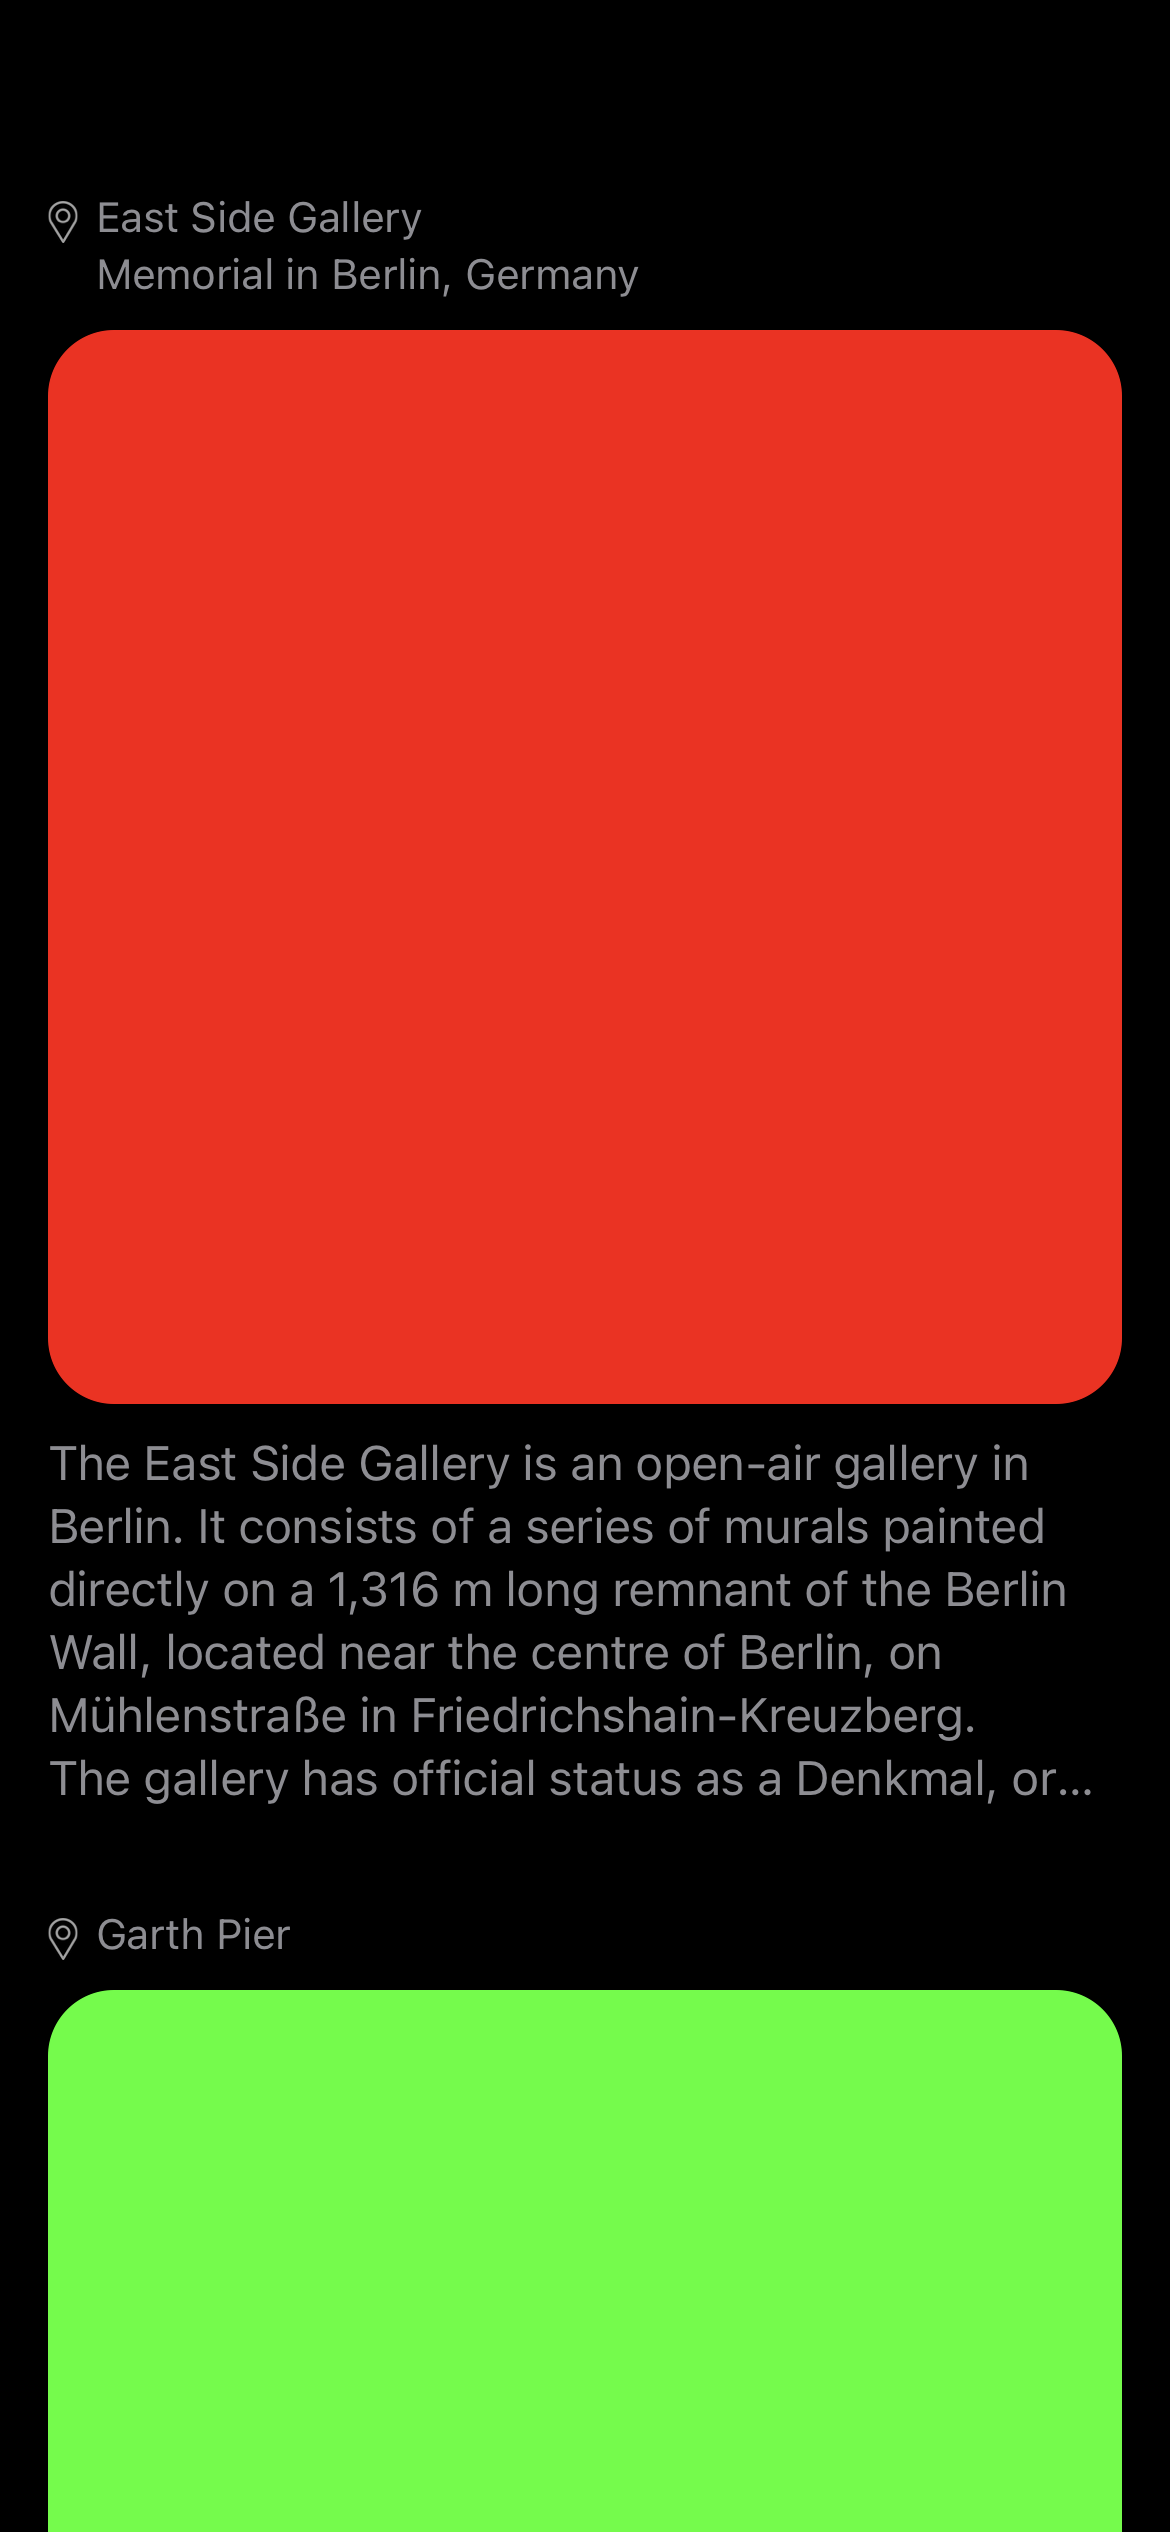 East Side Gallery
Memorial in Berlin, Germany
The East Side Gallery is an open-air gallery in
Berlin. It consists of a series of murals painted
directly on a 1,316 m long remnant of the Berlin
Wall, located near the centre of Berlin, on
Mühlenstraße in Friedrichshain-Kreuzberg.
The gallery has official status as a Denkmal, or…
Garth Pier